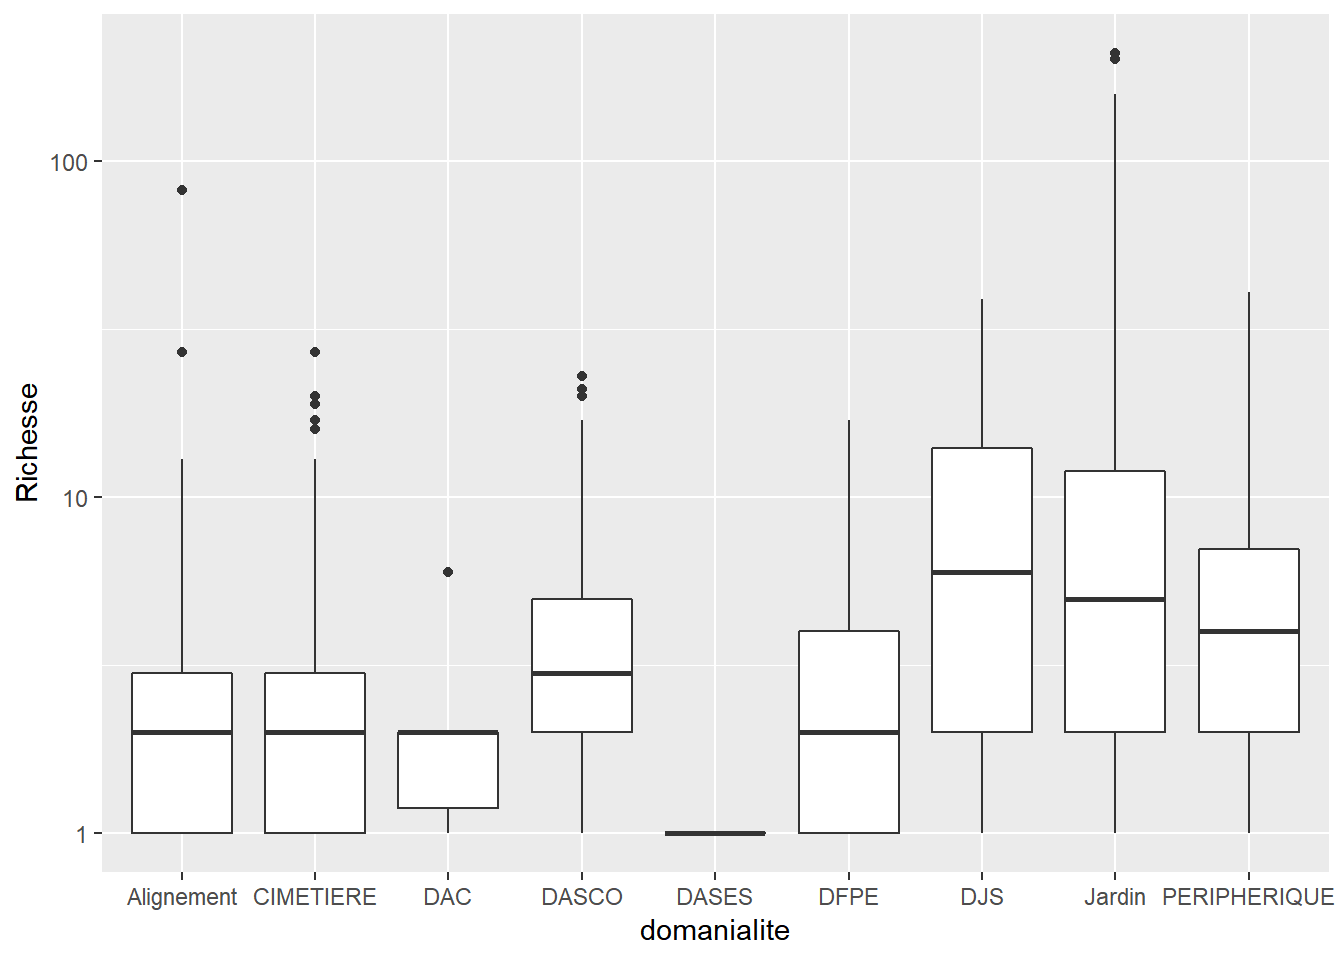 Richesse
100
10
1
Alignement CIMETIERE DAC DASCO DASES DFPE DJS Jardin PERIPHERIQUE
domanialite